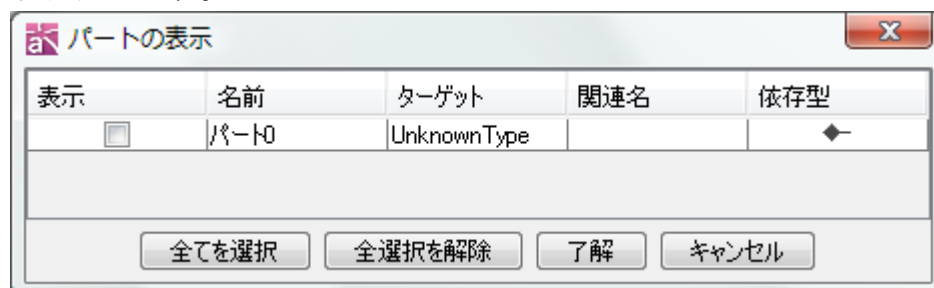 パートの表示
表示 名前 ターゲット 関連名 依存型
パート0 UnknownType
全てを選択 全選択を解除 了解 キャンセル